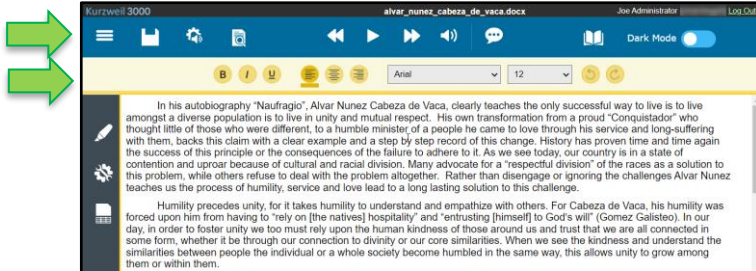 Kurzweil 3000 alvar_nunez_cabeza_de_vaca.docx Joe Administrator Log Out
Dark Mode
B I U Arial 12
In his autobiography “Naufragio”, Alvar Nunez Cabeza de Vaca, clearly teaches the only successful way to live is to live
amongst a diverse population is to live in unity and mutual respect. His own transformation from a proud “Conquistador” who
thought little of those who were different, to a humble minister of a people he came to love through his service and long-suffering
with them, backs this claim with a clear example and a step by step record of this change. History has proven time and time again
the success of this principle or the consequences of the failure to adhere to it. As we see today, our country is in a state of
contention and uproar because of cultural and racial division. Many advocate for a “respectful division” of the races as a solution to
this problem, while others refuse to deal with the problem altogether. Rather than disengage or ignoring the challenges Alvar Nunez
teaches us the process of humility, service and love lead to a long lasting solution to this challenge.
Humility precedes unity, for it takes humility to understand and empathize with others. For Cabeza de Vaca, his humility was
forced upon him from having to “rely on [the natives] hospitality” and “entrusting [himself] to God's will” (Gomez Galisteo). In our
day, in order to foster unity we too must rely upon the human kindness of those around us and trust that we are all connected in
some form, whether it be through our connection to divinity or our core similarities. When we see the kindness and understand the
similarities between people the individual or a whole society become humbled in the same way, this allows unity to grow among
them or within them.